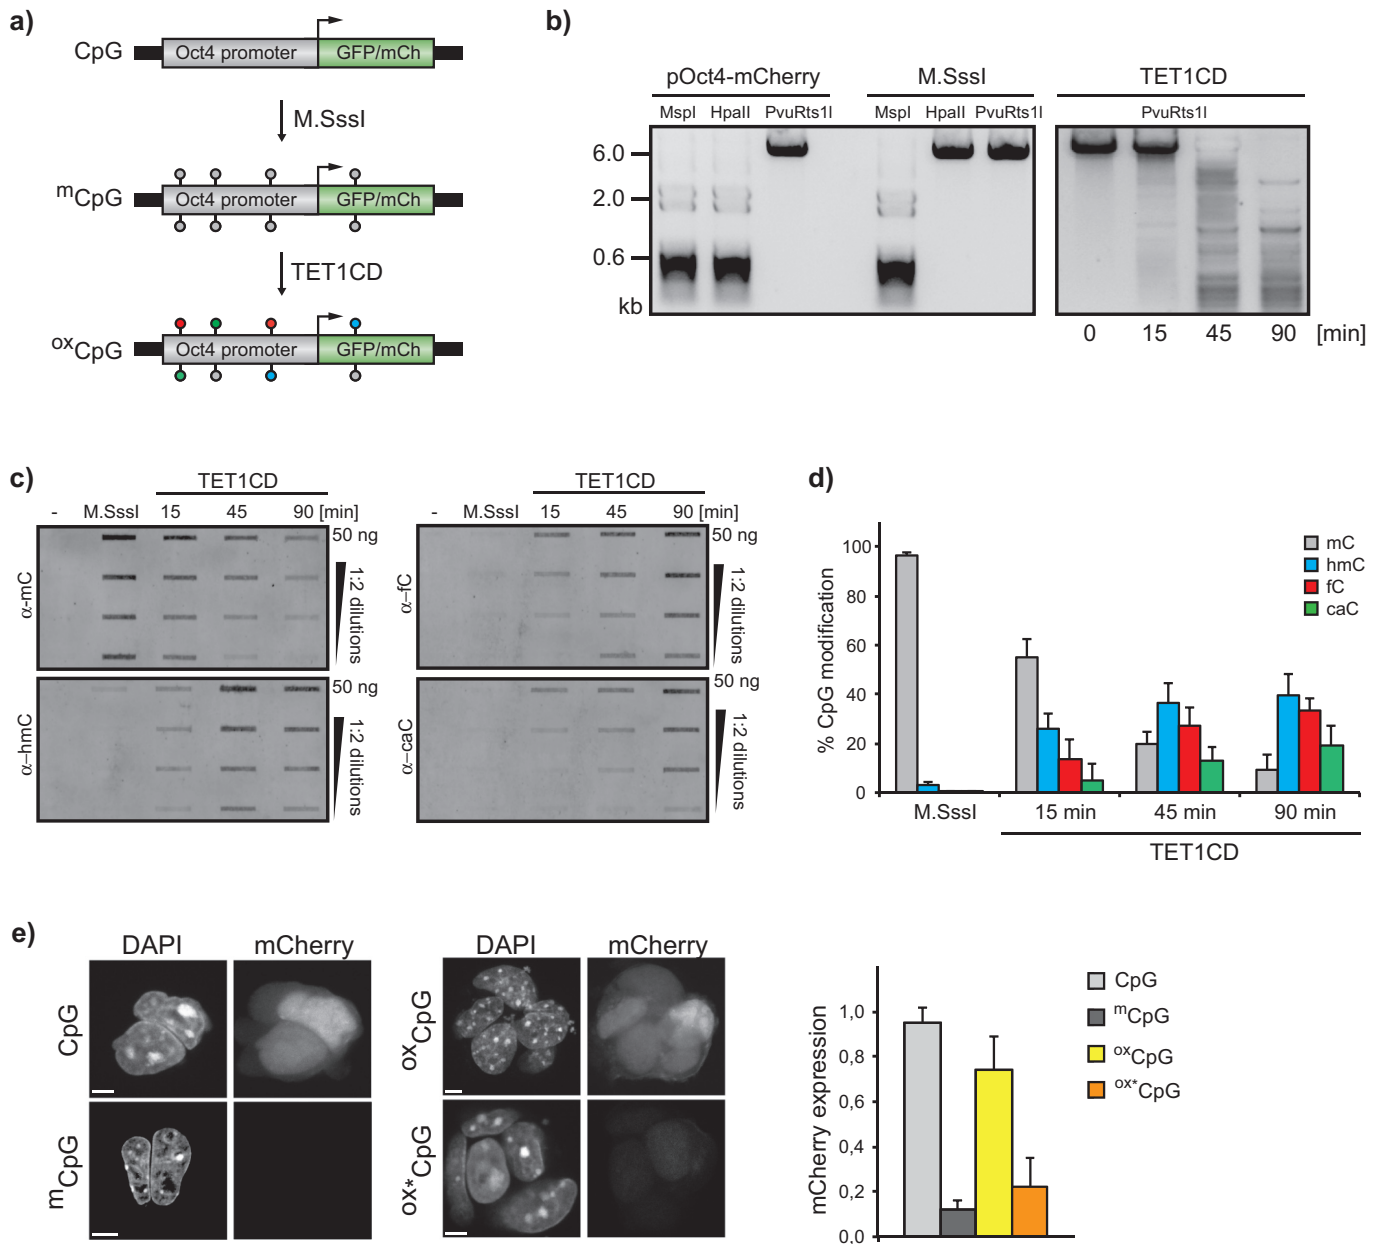 a)
CpG
Oct4 promoter
GFP/mCh
M.SssI
mCpG
Oct4 promoter
GFP/mCh
TET1CD
oxCpG
Oct4 promoter
GFP/mCh
b)
pOct4-mCherry
M.SssI
TET1CD
MspI HpaII PvuRts1I
MspI HpaII PvuRts1I
PvuRts1I
6.0
2.0
0.6
kb
0 15 45 90 [min]
c)
TET1CD
- M.SssI 15 45 90 [min]
50 ng
α-mC
1:2 dilutions
50 ng
α-hmC
1:2 dilutions
TET1CD
- M.SssI 15 45 90 [min]
50 ng
α-fC
1:2 dilutions
50 ng
α-caC
1:2 dilutions
d)
% CpG modification
100
80
60
40
20
0
mC
hmC
fC
caC
M.SssI 15 min 45 min 90 min
TET1CD
e)
DAPI mCherry
CpG
mCpG
DAPI mCherry
oxCpG
ox*CpG
mCherry expression
1,0
0,8
0,6
0,4
0,2
0,0
CpG
mCpG
oxCpG
ox*CpG